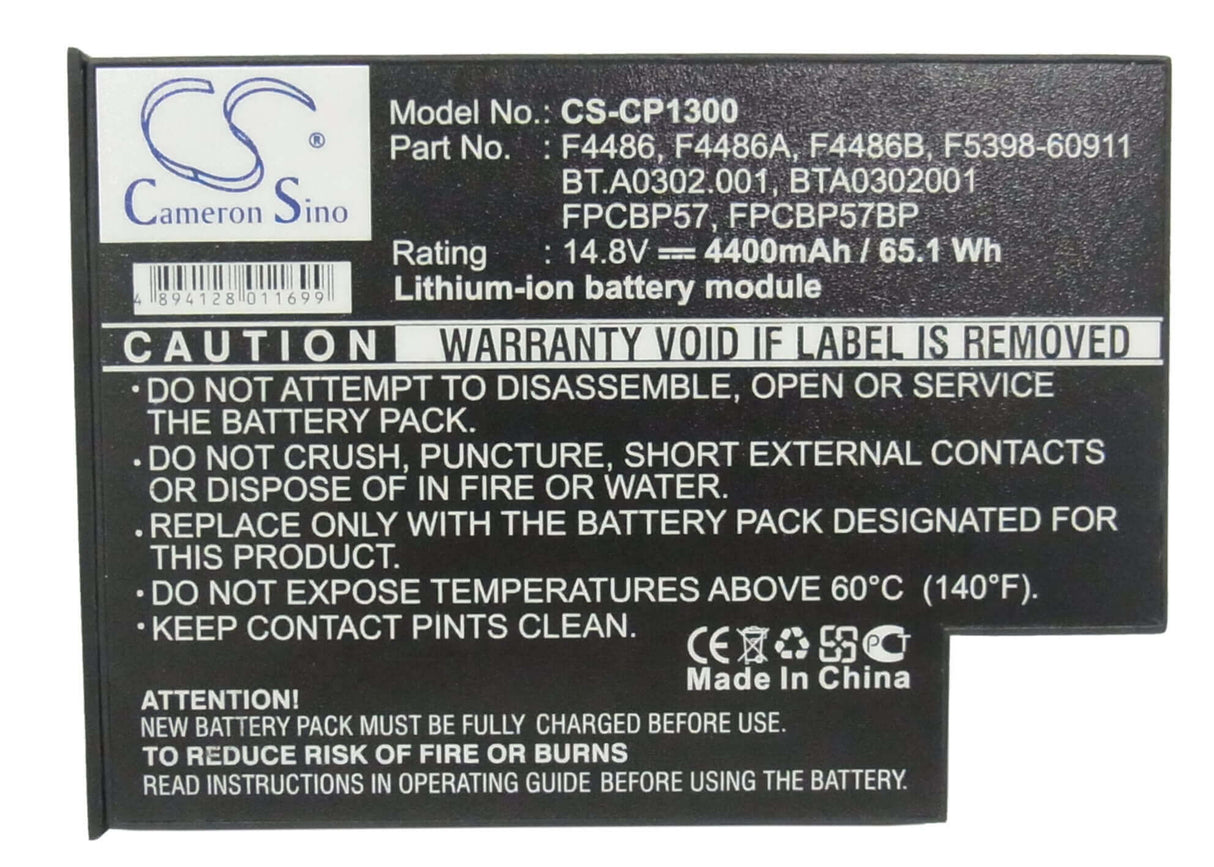 CS
®
Cameron Sino
Model No.: CS-CP1300
Part No. : F4486, F4486A, F4486B, F5398-60911
BT.A0302.001, BTA0302001
FPCBP57, FPCBP57BP
Rating : 14.8V 4400mAh / 65.1 Wh
Lithium-ion battery module
4 894128 011699
CAUTION WARRANTY VOID IF LABEL IS REMOVED
• DO NOT ATTEMPT TO DISASSEMBLE, OPEN OR SERVICE
THE BATTERY PACK.
• DO NOT CRUSH, PUNCTURE, SHORT EXTERNAL CONTACTS
OR DISPOSE OF IN FIRE OR WATER.
• REPLACE ONLY WITH THE BATTERY PACK DESIGNATED FOR
THIS PRODUCT.
• DO NOT EXPOSE TEMPERATURES ABOVE 60°C (140°F).
• KEEP CONTACT PINTS CLEAN.
CE PCT
Made In China
ATTENTION!
NEW BATTERY PACK MUST BE FULLY CHARGED BEFORE USE.
TO REDUCE RISK OF FIRE OR BURNS
READ INSTRUCTIONS IN OPERATING GUIDE BEFORE USING THE BATTERY.